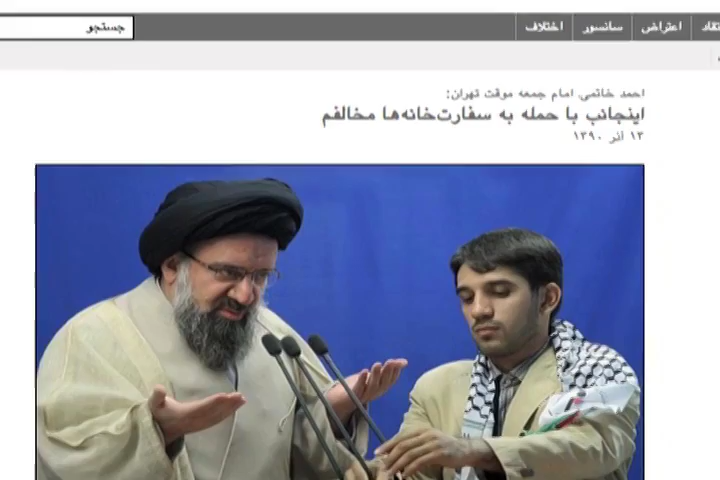 اعتراض
سانسور
اختلاف
جستجو
احمد خاتمی امام جمعه موقت تهران:
اینجانب با حمله به سفارت‌خانه‌ها مخالفم
۱۳ آذر ۱۳۹۰